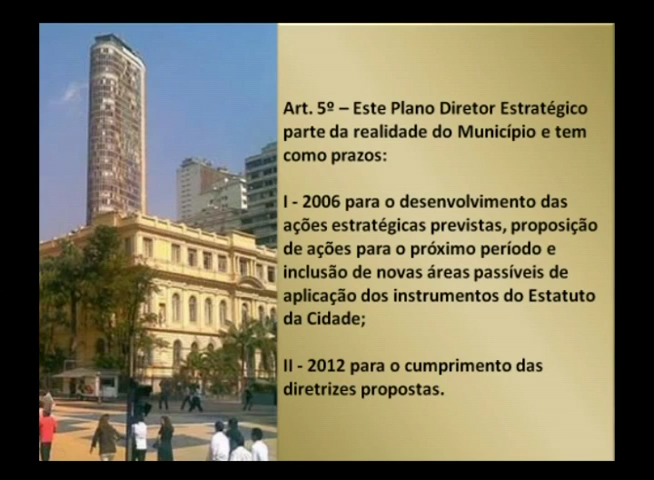 Art. 5º – Este Plano Diretor Estratégico
parte da realidade do Município e tem
como prazos:
I - 2006 para o desenvolvimento das
ações estratégicas previstas, proposição
de ações para o próximo período e
inclusão de novas áreas passíveis de
aplicação dos instrumentos do Estatuto
da Cidade;
II - 2012 para o cumprimento das
diretrizes propostas.